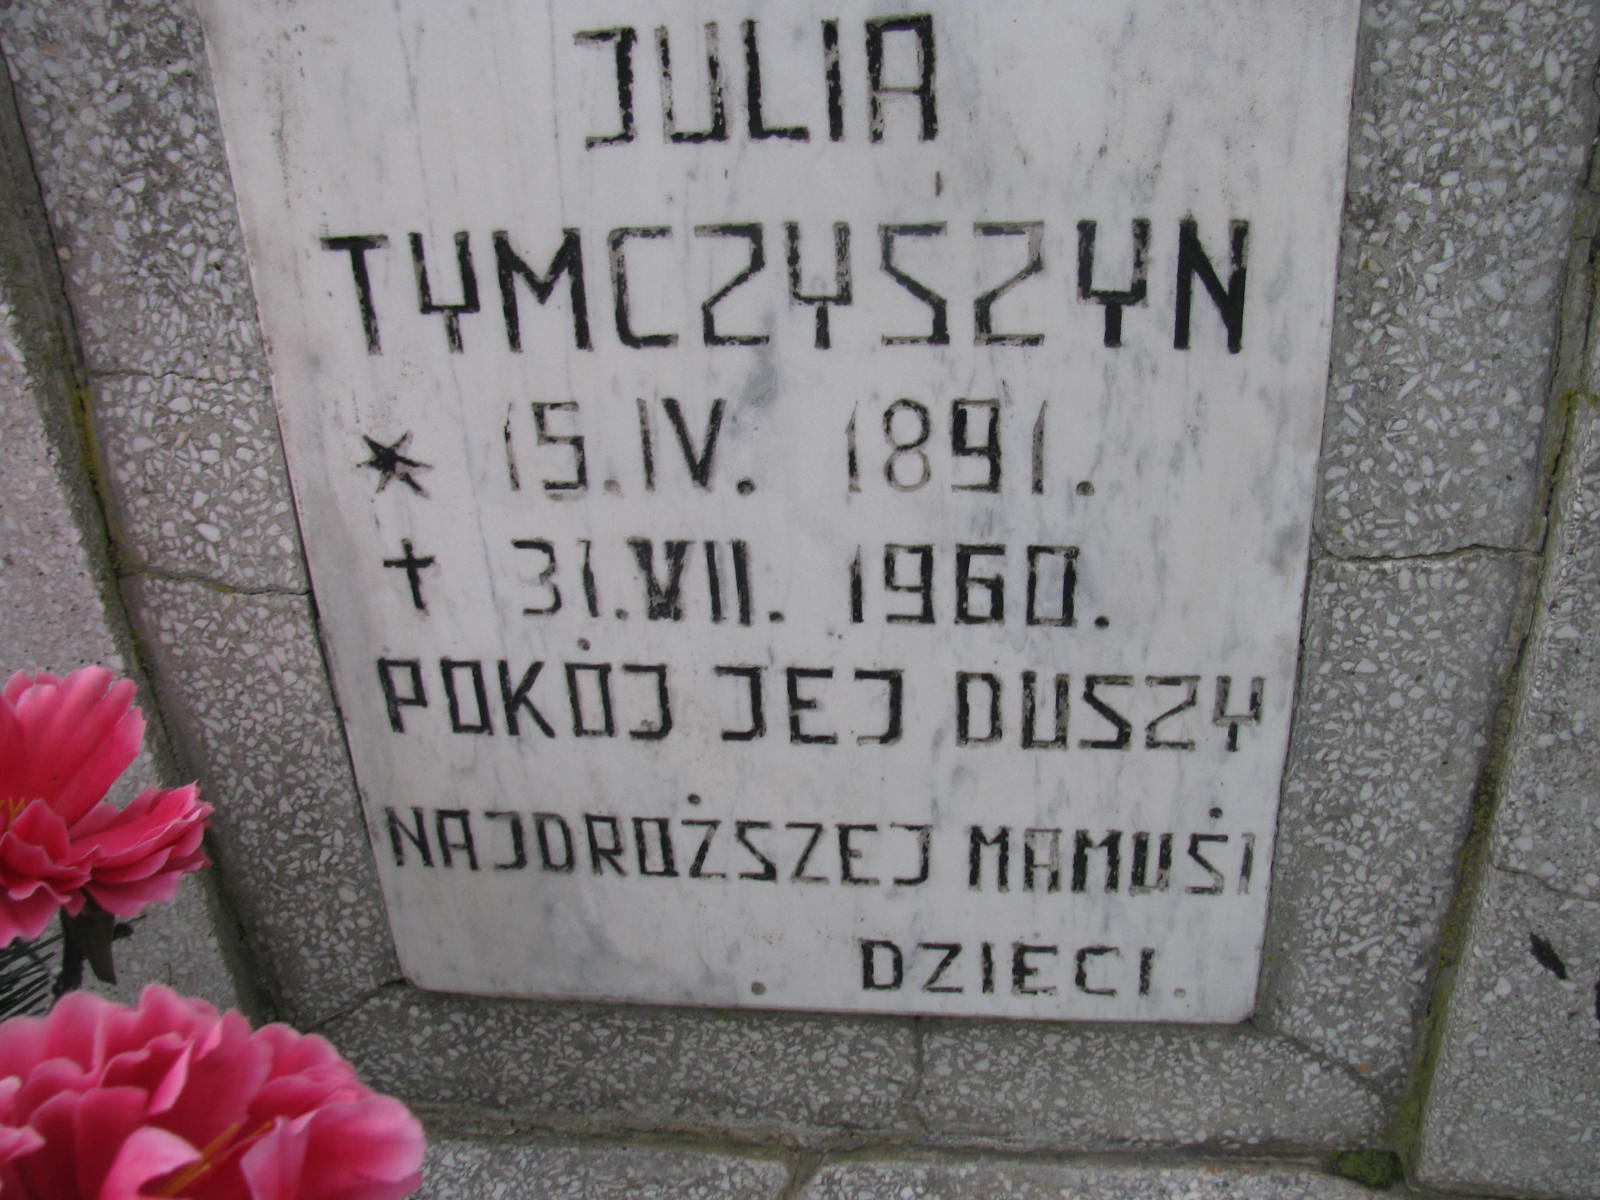 JULIA
TYMCZYSZYN
* 15.IV. 1891.
† 31.VII. 1960.
POKÓJ JEJ DUSZY
NAJDROŻSZEJ MAMUSI
DZIECI.